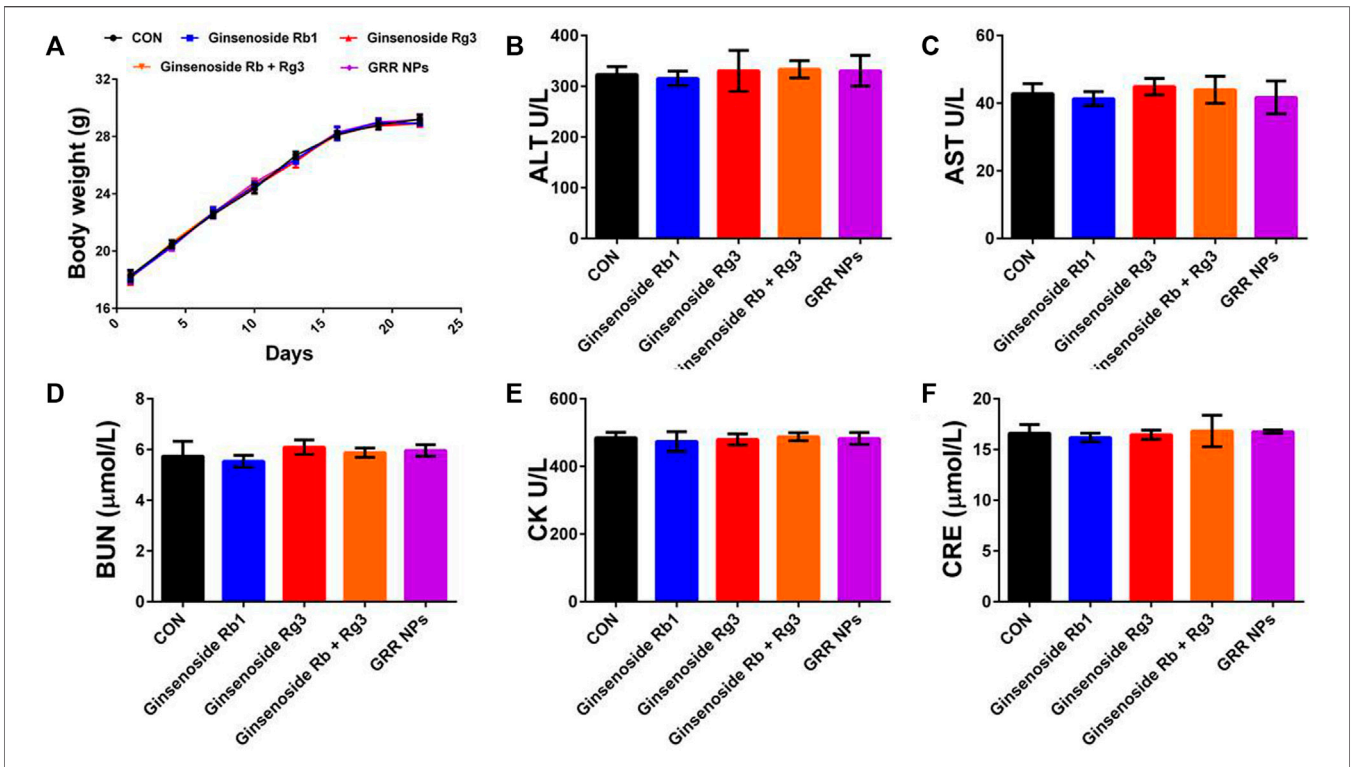 A
CON
Ginsenoside Rb1
Ginsenoside Rg3
Ginsenoside Rb + Rg3
GRR NPs
Body weight (g)
32
28
24
20
16
0
5
10
15
20
25
Days
B
ALT U/L
400
300
200
100
0
CON
Ginsenoside Rb1
Ginsenoside Rg3
Ginsenoside Rb + Rg3
GRR NPs
C
AST U/L
60
40
20
0
CON
Ginsenoside Rb1
Ginsenoside Rg3
Ginsenoside Rb + Rg3
GRR NPs
D
BUN (μmol/L)
8
6
4
2
0
CON
Ginsenoside Rb1
Ginsenoside Rg3
Ginsenoside Rb + Rg3
GRR NPs
E
CK U/L
600
400
200
0
CON
Ginsenoside Rb1
Ginsenoside Rg3
Ginsenoside Rb + Rg3
GRR NPs
F
CRE (μmol/L)
20
15
10
5
0
CON
Ginsenoside Rb1
Ginsenoside Rg3
Ginsenoside Rb + Rg3
GRR NPs